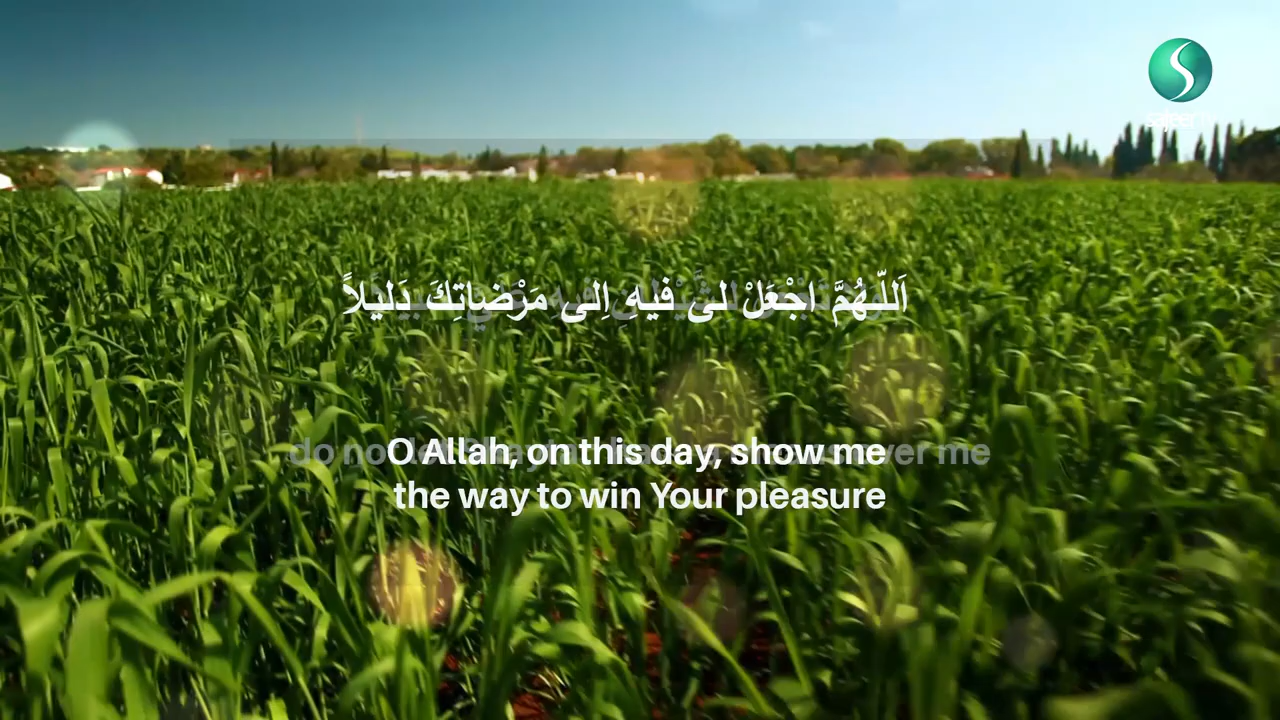 اَللّهُمَّ اجْعَلْ لى فيهِ اِلى مَرْضاتِكَ دَليلاً
O Allah, on this day, show me
the way to win Your pleasure